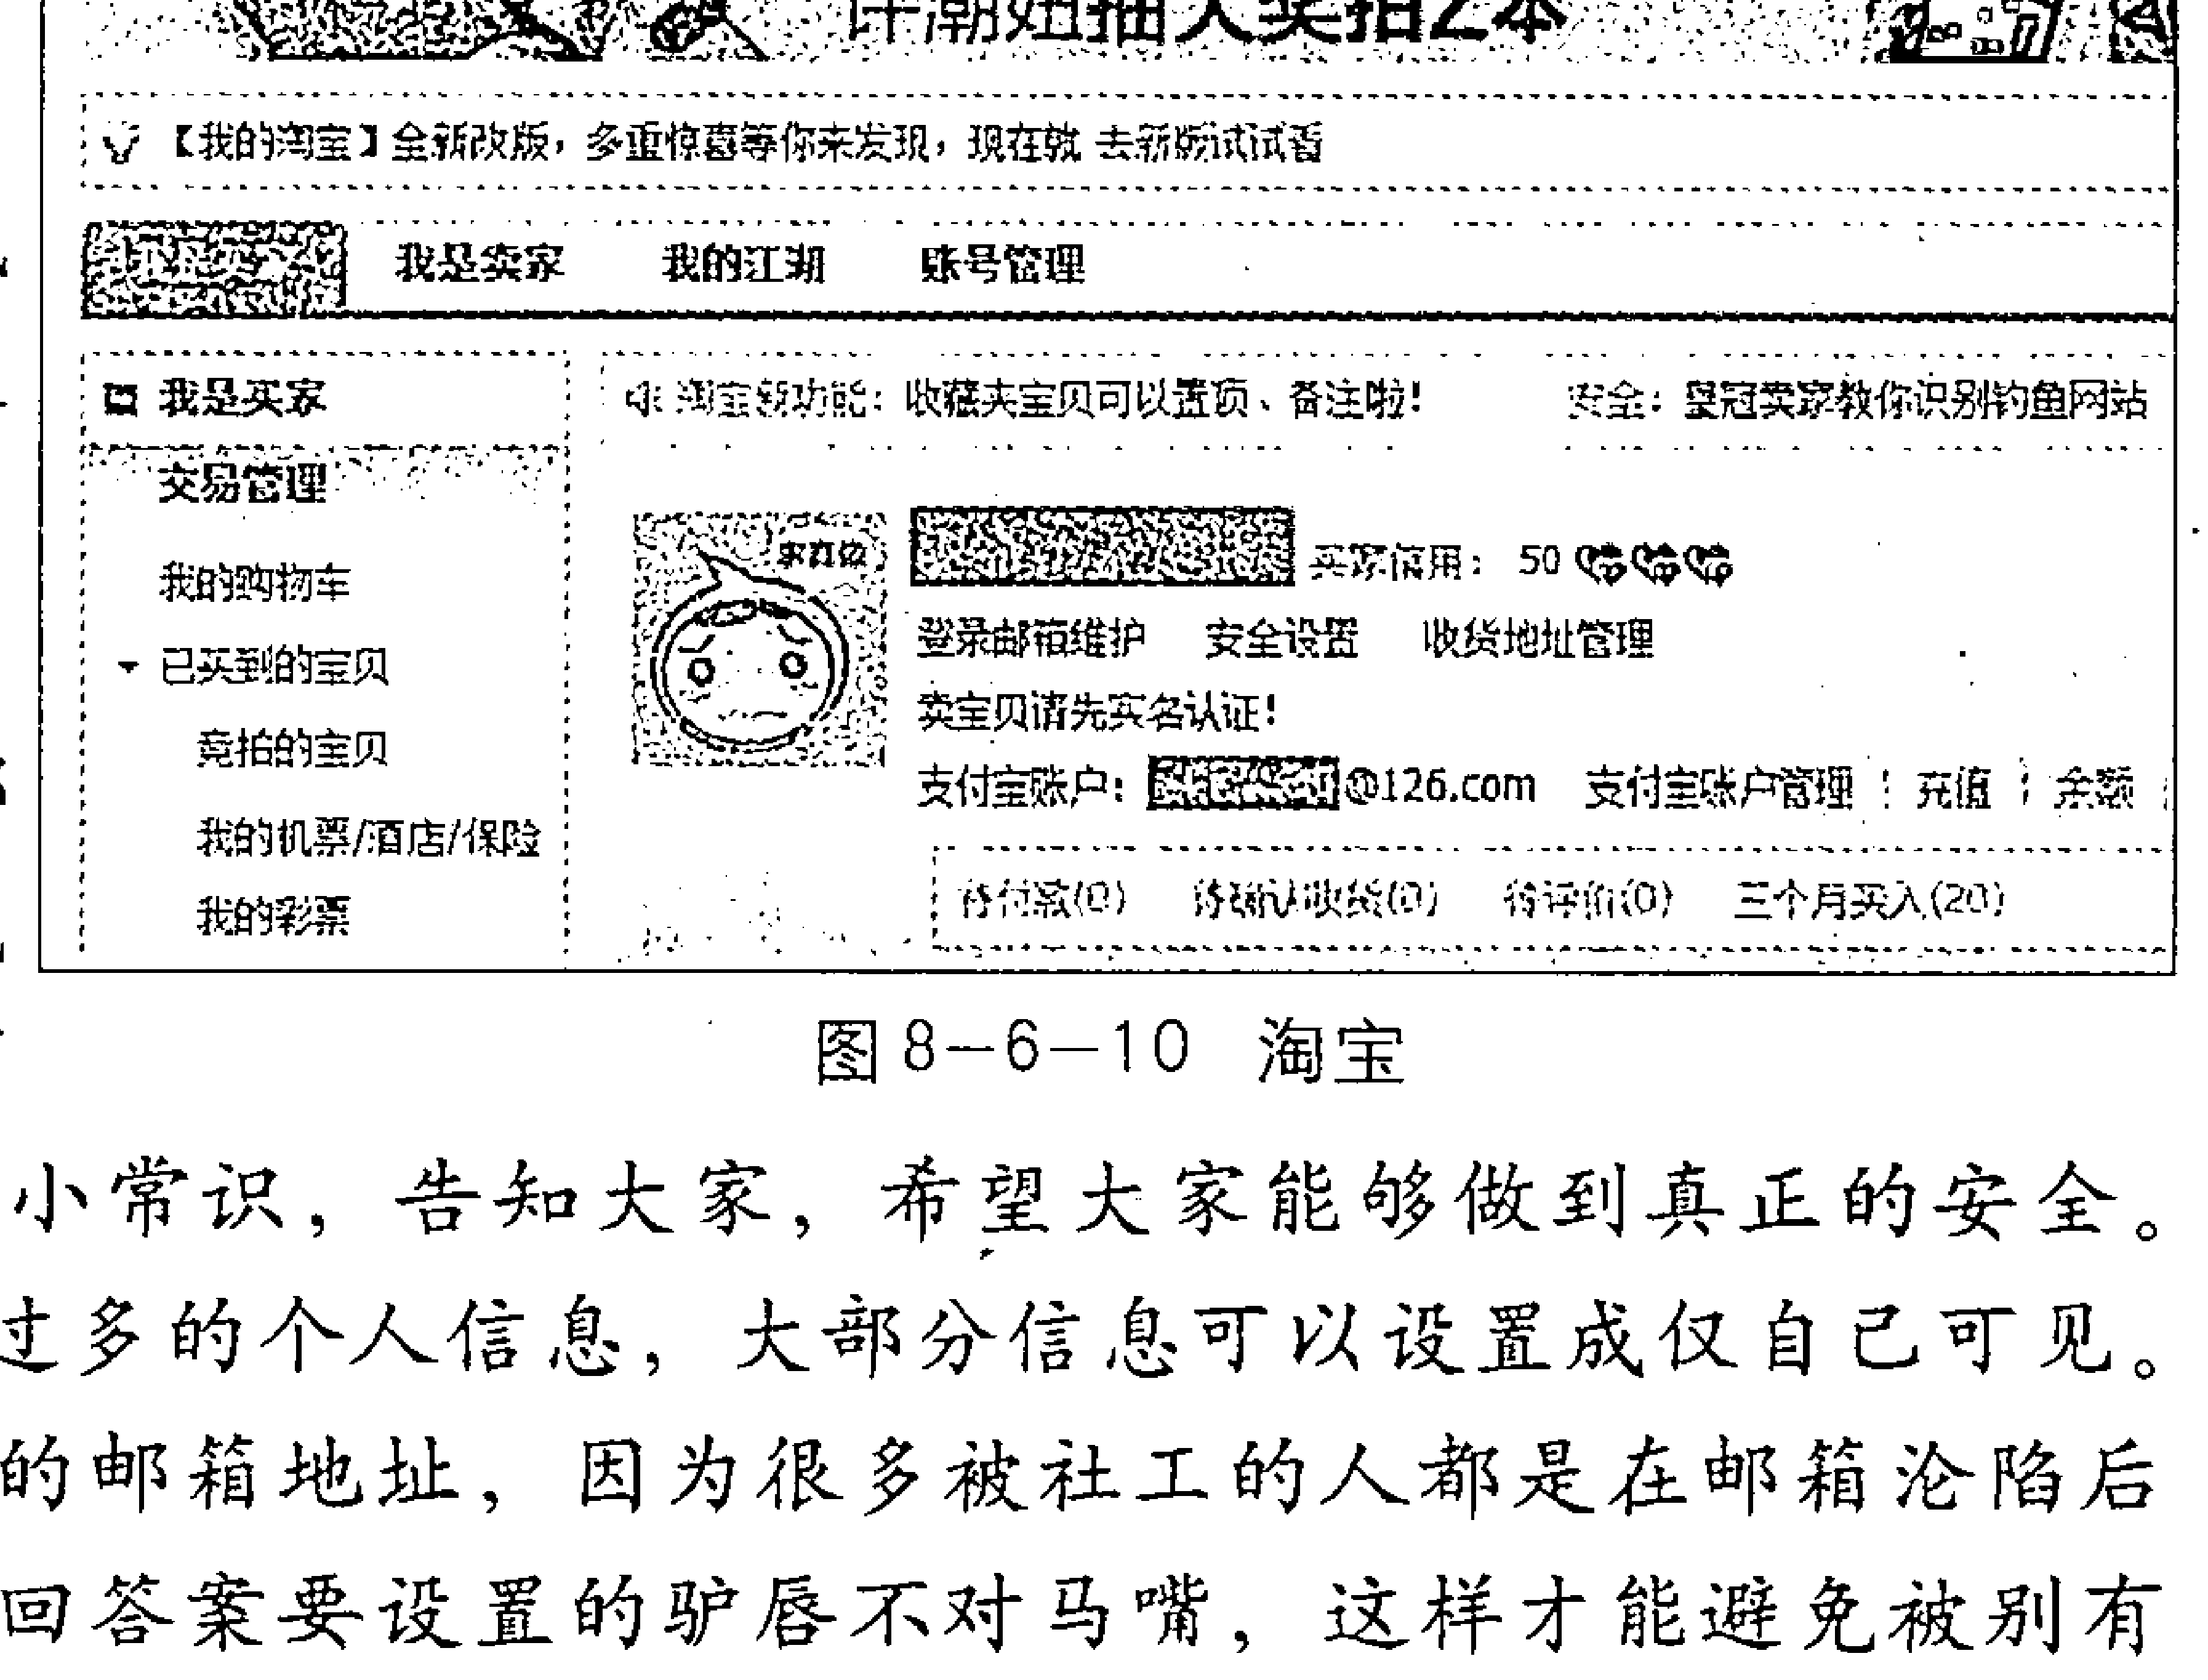 潮妞抽大奖拍2本
【我的淘宝】全新改版，多重惊喜等你来发现，现在就 去新版试试看
我是卖家 我的江湖 账号管理
我是买家
淘宝新功能：收藏夹宝贝可以置顶、备注啦！ 安全：皇冠卖家教你识别钓鱼网站
交易管理
买家信用： 50
我的购物车
登录邮箱维护 安全设置 收货地址管理
已买到的宝贝
卖宝贝请先实名认证！
竞拍的宝贝
支付宝账户： @126.com 支付宝账户管理 | 充值 | 余额
我的机票/酒店/保险
待付款(0) 待确认收货(0) 待评价(0) 三个月买入(20)
我的彩票
图8-6-10 淘宝
小常识，告知大家，希望大家能够做到真正的安全。
过多的个人信息，大部分信息可以设置成仅自己可见。
的邮箱地址，因为很多被社工的人都是在邮箱沦陷后
回答案要设置的驴唇不对马嘴，这样才能避免被别有